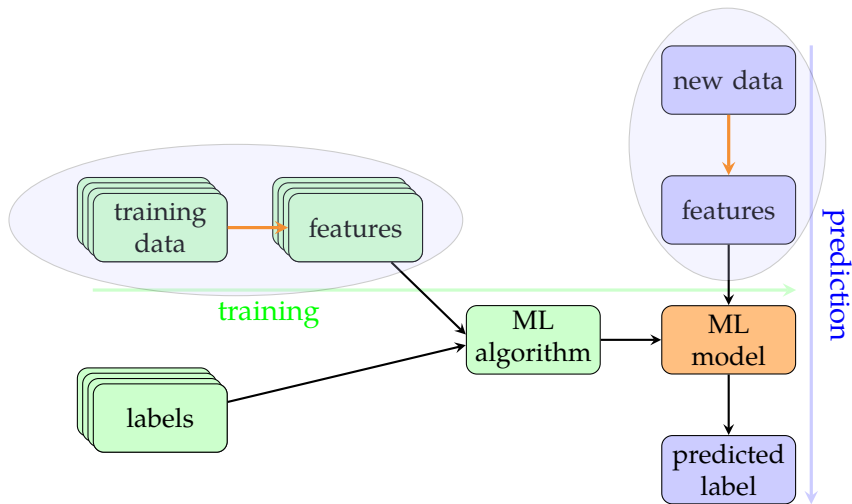 new data
training
data
features
features
prediction
training
ML
algorithm
ML
model
labels
predicted
label